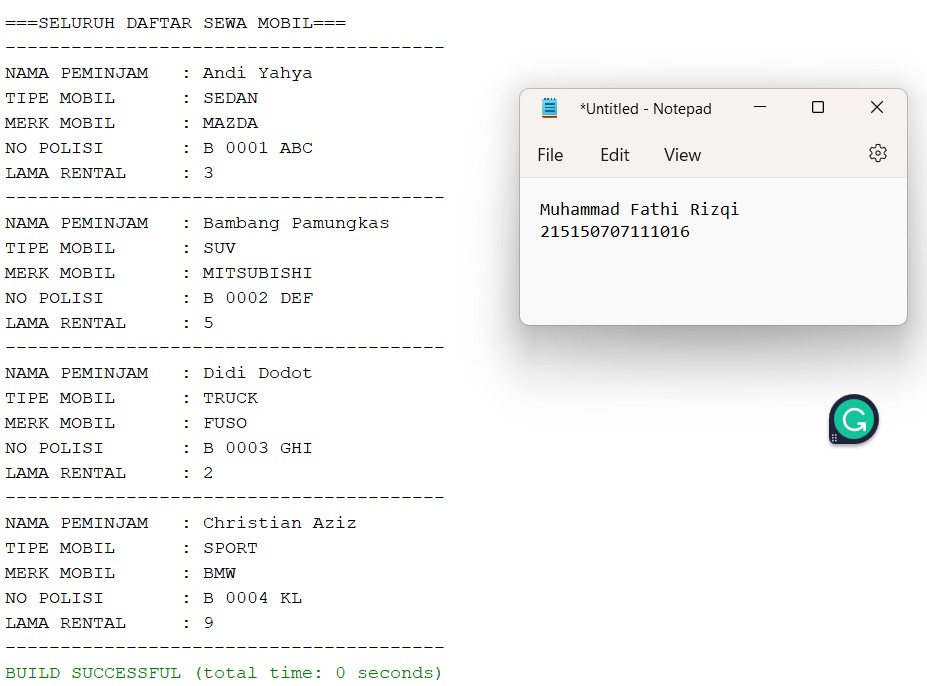 ===SELURUH DAFTAR SEWA MOBIL===
----------------------------------------
NAMA PEMINJAM : Andi Yahya
TIPE MOBIL : SEDAN
MERK MOBIL : MAZDA
NO POLISI : B 0001 ABC
LAMA RENTAL : 3
----------------------------------------
NAMA PEMINJAM : Bambang Pamungkas
TIPE MOBIL : SUV
MERK MOBIL : MITSUBISHI
NO POLISI : B 0002 DEF
LAMA RENTAL : 5
----------------------------------------
NAMA PEMINJAM : Didi Dodot
TIPE MOBIL : TRUCK
MERK MOBIL : FUSO
NO POLISI : B 0003 GHI
LAMA RENTAL : 2
----------------------------------------
NAMA PEMINJAM : Christian Aziz
TIPE MOBIL : SPORT
MERK MOBIL : BMW
NO POLISI : B 0004 KL
LAMA RENTAL : 9
----------------------------------------
BUILD SUCCESSFUL (total time: 0 seconds)
*Untitled - Notepad
File Edit View
Muhammad Fathi Rizqi
215150707111016
G